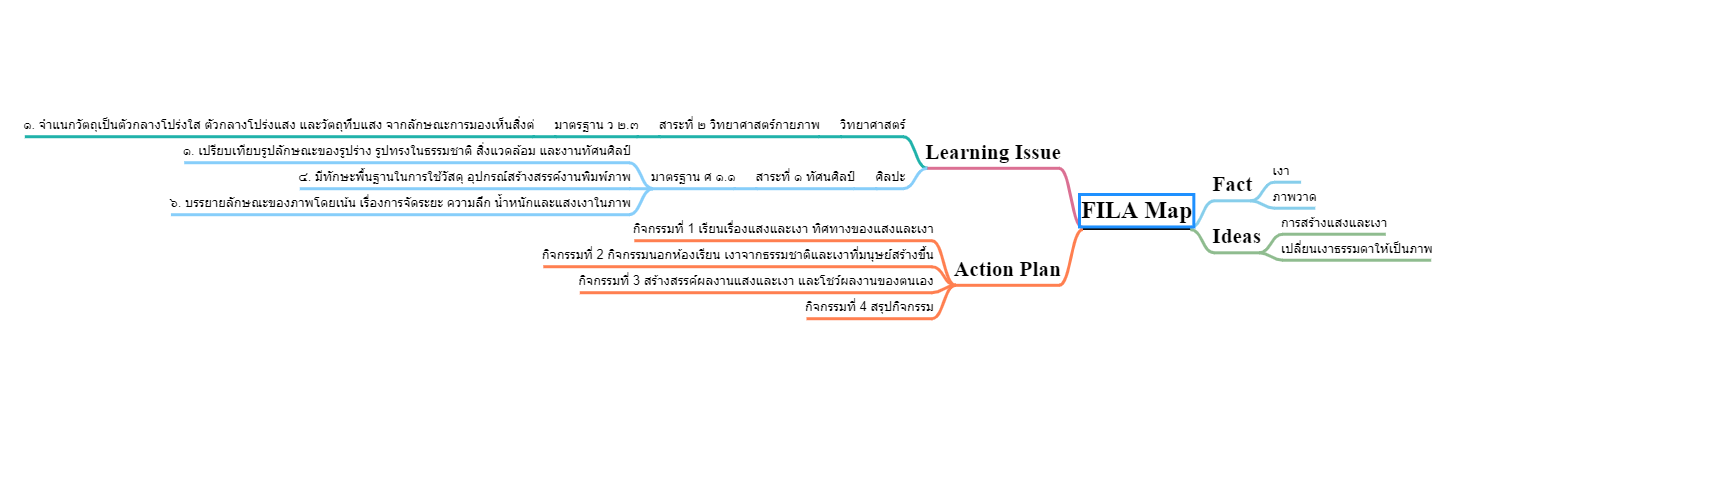 FILA Map
Fact
เงา
ภาพวาด
Ideas
การสร้างแสงและเงา
เปลี่ยนเงาธรรมดาให้เป็นภาพ
Learning Issue
วิทยาศาสตร์
สาระที่ ๒ วิทยาศาสตร์กายภาพ
มาตรฐาน ว ๒.๓
๑. จำแนกวัตถุเป็นตัวกลางโปร่งใส ตัวกลางโปร่งแสง และวัตถุทึบแสง จากลักษณะการมองเห็นสิ่งต่
ศิลปะ
สาระที่ ๑ ทัศนศิลป์
มาตรฐาน ศ ๑.๑
๑. เปรียบเทียบรูปลักษณะของรูปร่าง รูปทรงในธรรมชาติ สิ่งแวดล้อม และงานทัศนศิลป์
๔. มีทักษะพื้นฐานในการใช้วัสดุ อุปกรณ์สร้างสรรค์งานพิมพ์ภาพ
๖. บรรยายลักษณะของภาพโดยเน้น เรื่องการจัดระยะ ความลึก น้ำหนักและแสงเงาในภาพ
Action Plan
กิจกรรมที่ 1 เรียนเรื่องแสงและเงา ทิศทางของแสงและเงา
กิจกรรมที่ 2 กิจกรรมนอกห้องเรียน เงาจากธรรมชาติและเงาที่มนุษย์สร้างขึ้น
กิจกรรมที่ 3 สร้างสรรค์ผลงานแสงและเงา และโชว์ผลงานของตนเอง
กิจกรรมที่ 4 สรุปกิจกรรม